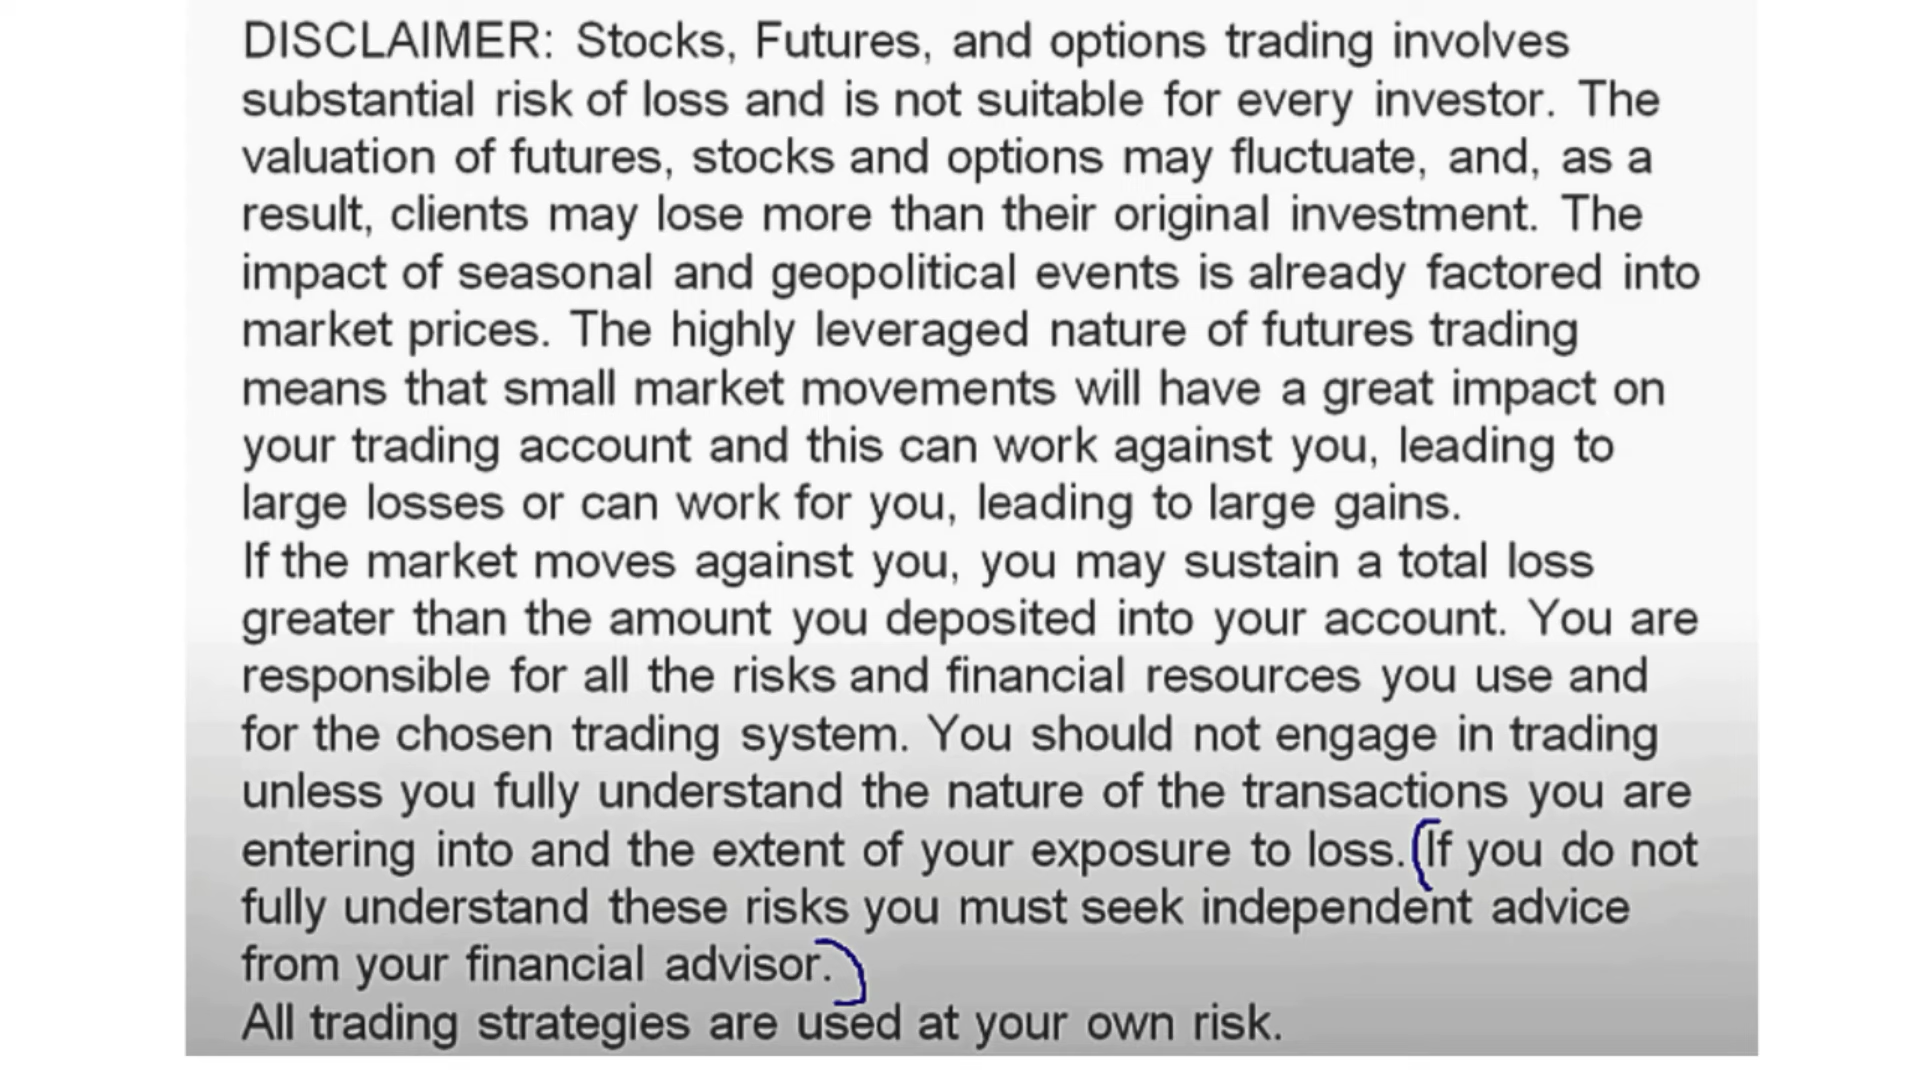 DISCLAIMER: Stocks, Futures, and options trading involves
substantial risk of loss and is not suitable for every investor. The
valuation of futures, stocks and options may fluctuate, and, as a
result, clients may lose more than their original investment. The
impact of seasonal and geopolitical events is already factored into
market prices. The highly leveraged nature of futures trading
means that small market movements will have a great impact on
your trading account and this can work against you, leading to
large losses or can work for you, leading to large gains.
If the market moves against you, you may sustain a total loss
greater than the amount you deposited into your account. You are
responsible for all the risks and financial resources you use and
for the chosen trading system. You should not engage in trading
unless you fully understand the nature of the transactions you are
entering into and the extent of your exposure to loss. (If you do not
fully understand these risks you must seek independent advice
from your financial advisor.)
All trading strategies are used at your own risk.